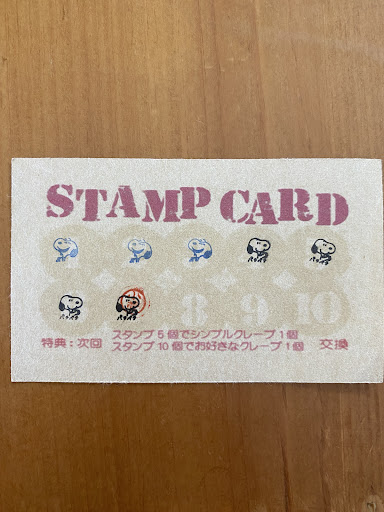 STAMP CARD
8 9 10
特典：次回 スタンプ5個でシンプルクレープ1個
スタンプ10個でお好きなクレープ1個 交換